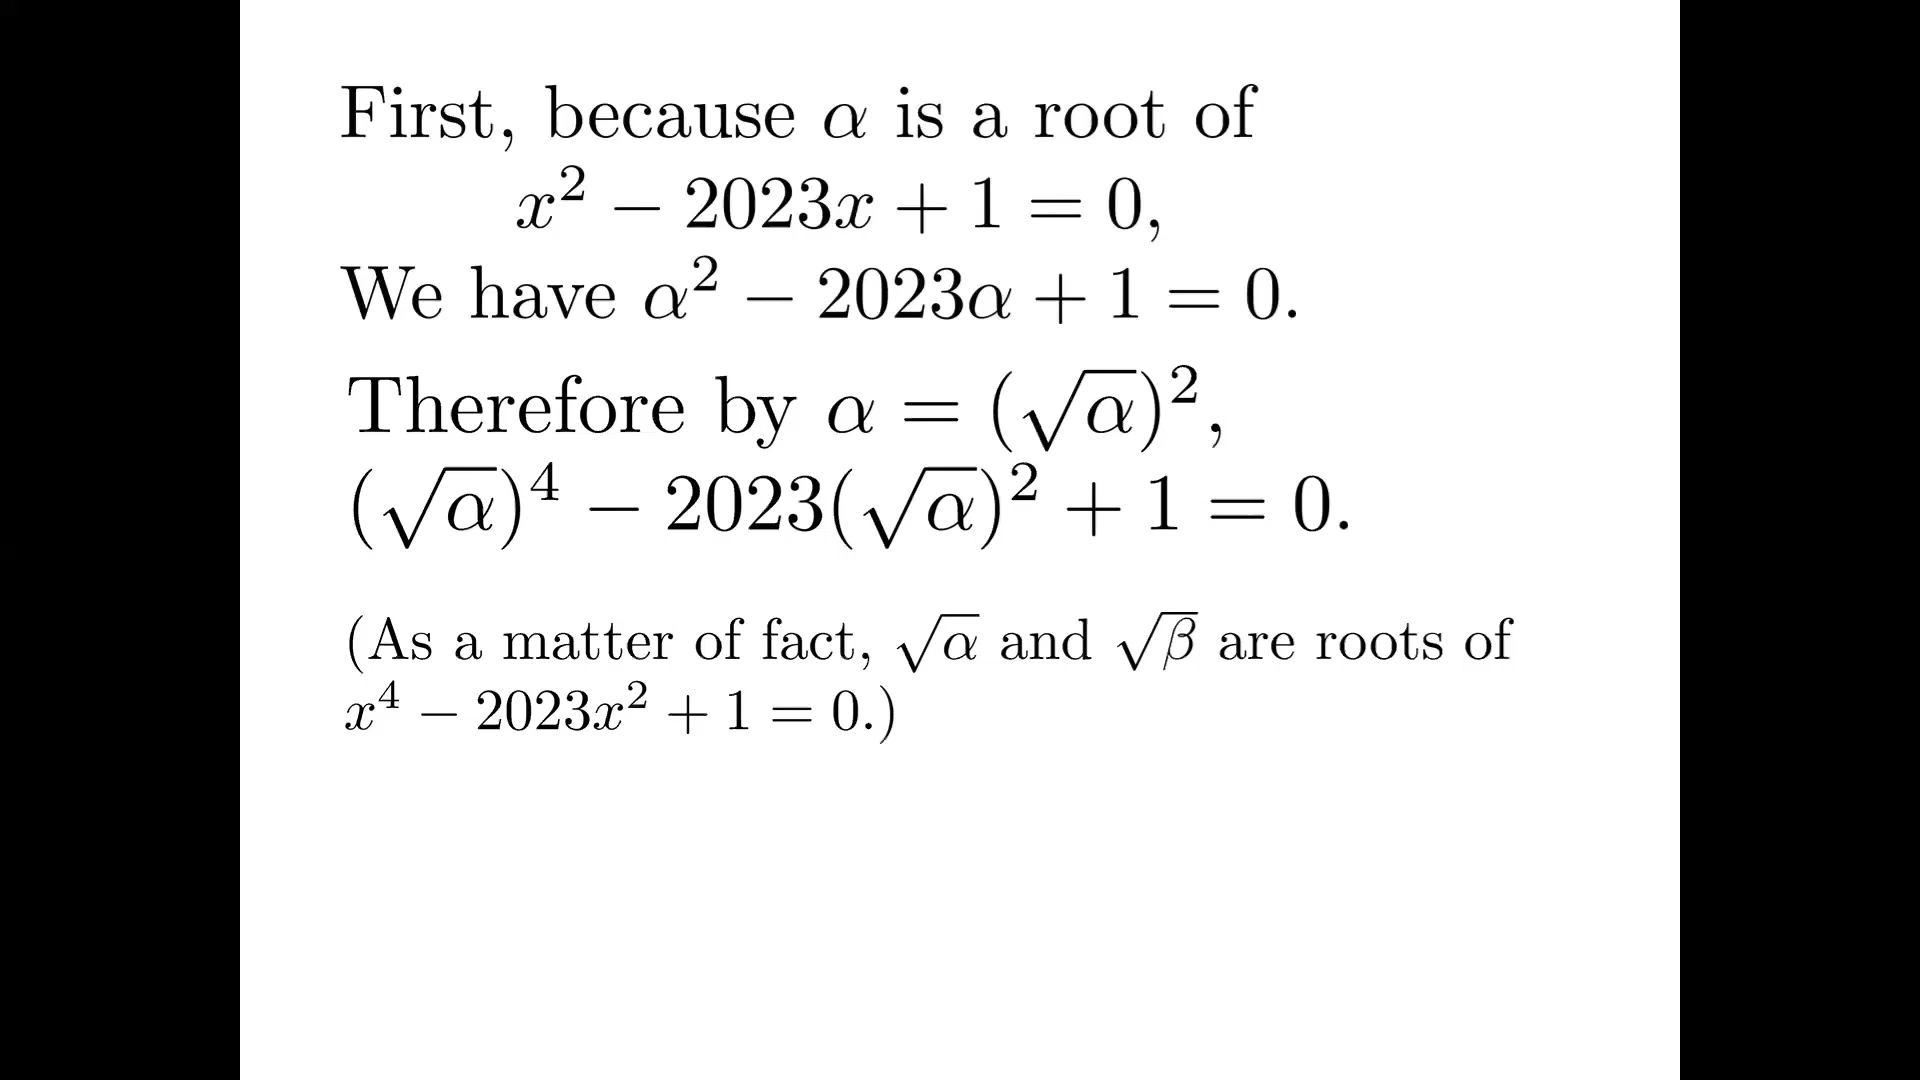 First, because α is a root of
x² − 2023x + 1 = 0,
We have α² − 2023α + 1 = 0.
Therefore by α = (√α)²,
(√α)⁴ − 2023(√α)² + 1 = 0.
(As a matter of fact, √α and √β are roots of
x⁴ − 2023x² + 1 = 0.)